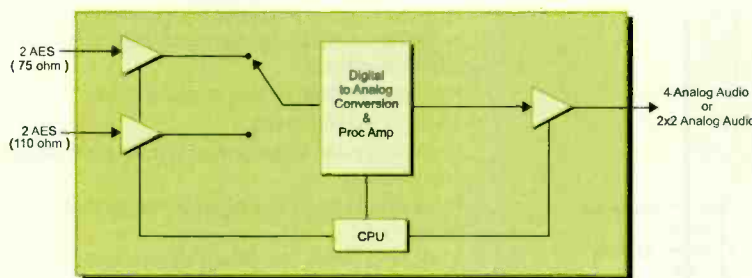 2 AES
( 75 ohm )
2 AES
(110 ohm )
Digital
to Analog
Conversion
&
Proc Amp
CPU
4 Analog Audio
or
2x2 Analog Audio